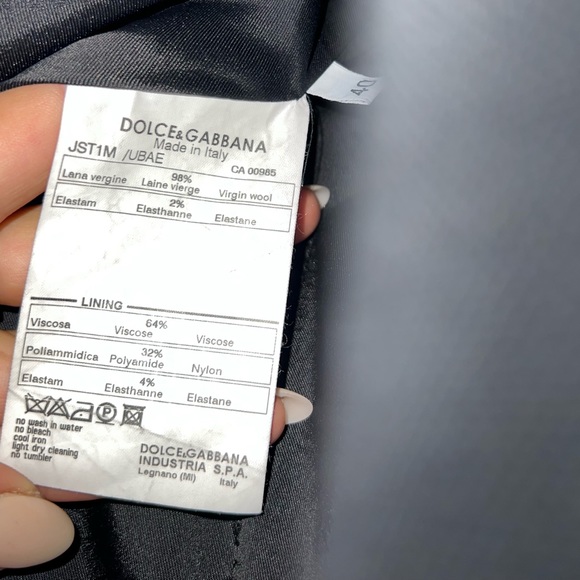 40
DOLCE&GABBANA
Made in Italy
JST1M /UBAE
CA 00985
98%
Lana vergine Laine vierge Virgin wool
2%
Elastam Elasthanne Elastane
LINING
64%
Viscosa Viscose Viscose
32%
Poliammidica Polyamide Nylon
4%
Elastam Elasthanne Elastane
P
no wash in water
no bleach
cool iron
light dry cleaning
no tumbler
DOLCE&GABBANA
INDUSTRIA S.P.A.
Legnano (MI) Italy